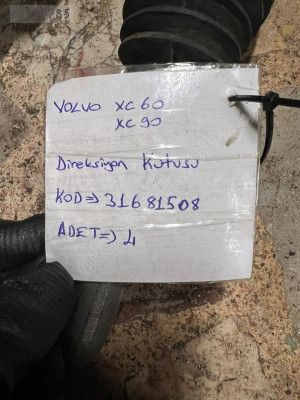 VOLVO XC60
XC90
Direksiyon Kutusu
KOD⇒31681508
ADET⇒4